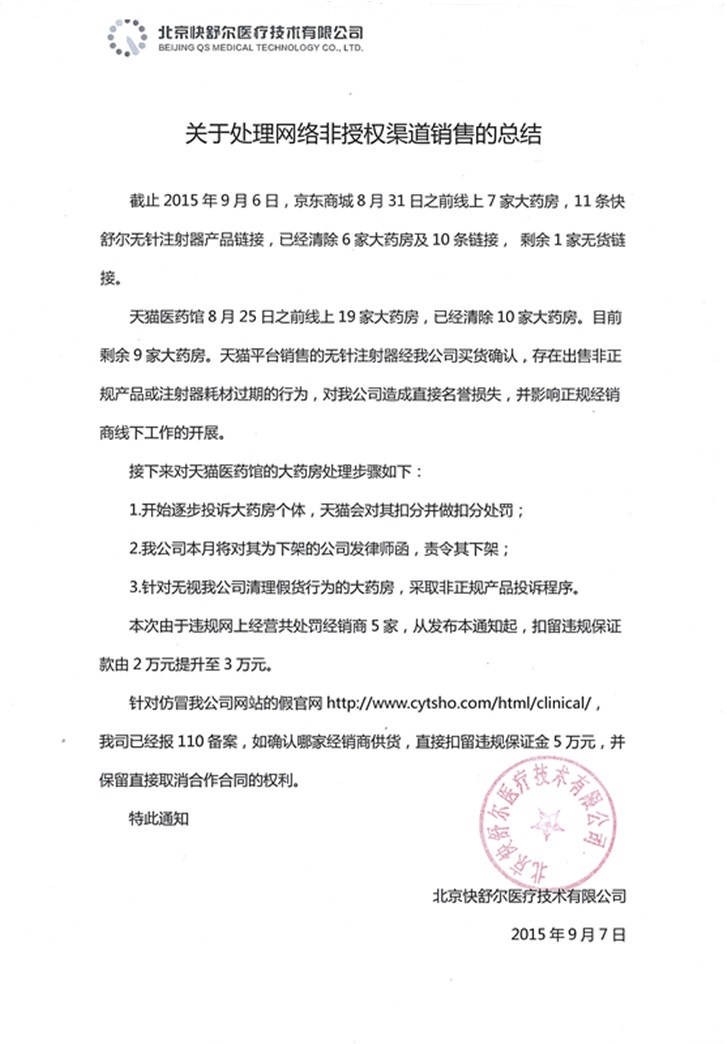 北京快舒尔医疗技术有限公司
BEIJING QS MEDICAL TECHNOLOGY CO., LTD.
关于处理网络非授权渠道销售的总结
截止 2015 年 9 月 6 日，京东商城 8 月 31 日之前线上 7 家大药房，11 条快
舒尔无针注射器产品链接，已经清除 6 家大药房及 10 条链接， 剩余 1 家无货链
接。
天猫医药馆 8 月 25 日之前线上 19 家大药房，已经清除 10 家大药房。目前
剩余 9 家大药房。天猫平台销售的无针注射器经我公司买货确认，存在出售非正
规产品或注射器耗材过期的行为，对我公司造成直接名誉损失，并影响正规经销
商线下工作的开展。
接下来对天猫医药馆的大药房处理步骤如下：
1.开始逐步投诉大药房个体，天猫会对其扣分并做扣分处罚；
2.我公司本月将对其为下架的公司发律师函，责令其下架；
3.针对无视我公司清理假货行为的大药房，采取非正规产品投诉程序。
本次由于违规网上经营共处罚经销商 5 家，从发布本通知起，扣留违规保证
款由 2 万元提升至 3 万元。
针对仿冒我公司网站的假官网 http://www.cytsho.com/html/clinical/，
我司已经报 110 备案，如确认哪家经销商供货，直接扣留违规保证金 5 万元，并
保留直接取消合作合同的权利。
特此通知
北京快舒尔医疗技术有限公司
北京快舒尔医疗技术有限公司
2015 年 9 月 7 日